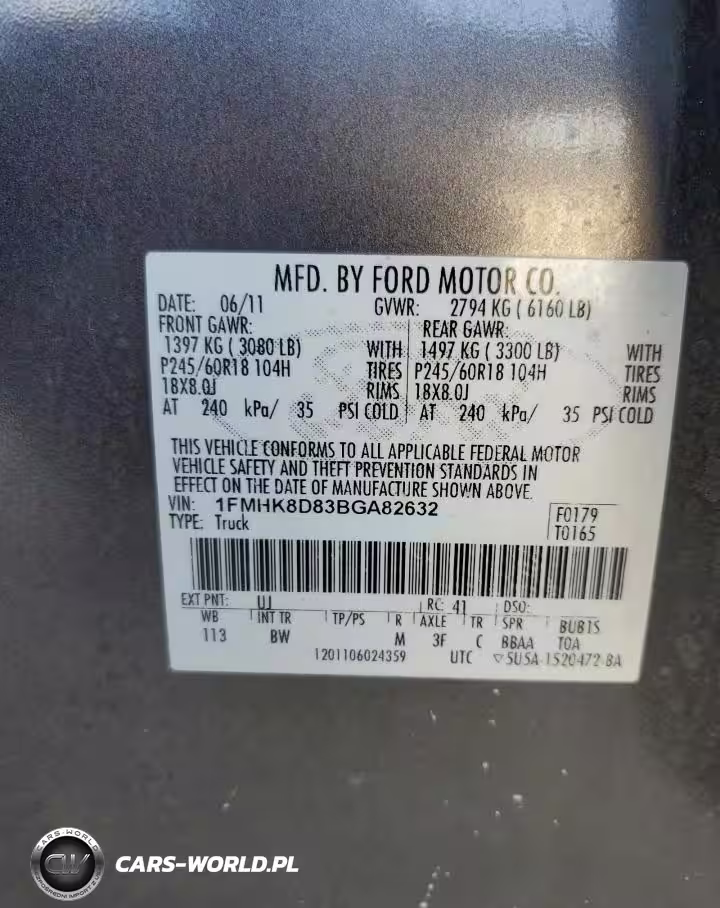 MFD. BY FORD MOTOR CO.
DATE: 06/11 GVWR: 2794 KG ( 6160 LB)
FRONT GAWR: REAR GAWR:
1397 KG ( 3080 LB) WITH 1497 KG ( 3300 LB) WITH
P245/60R18 104H TIRES P245/60R18 104H TIRES
18X8.0J RIMS 18X8.0J RIMS
AT 240 kPa/ 35 PSI COLD AT 240 kPa/ 35 PSI COLD
THIS VEHICLE CONFORMS TO ALL APPLICABLE FEDERAL MOTOR
VEHICLE SAFETY AND THEFT PREVENTION STANDARDS IN
EFFECT ON THE DATE OF MANUFACTURE SHOWN ABOVE.
VIN: 1FMHK8D83BGA82632 F0179
TYPE: Truck T0165
EXT PNT: UJ RC: 41 DSO:
WB INT TR TP/PS R AXLE TR SPR BUB1S
113 BW M 3F C BBAA TOA
1201106024359 UTC ▽5U5A-1520472-BA
CARS-WORLD
CW
CARS-WORLD.PL